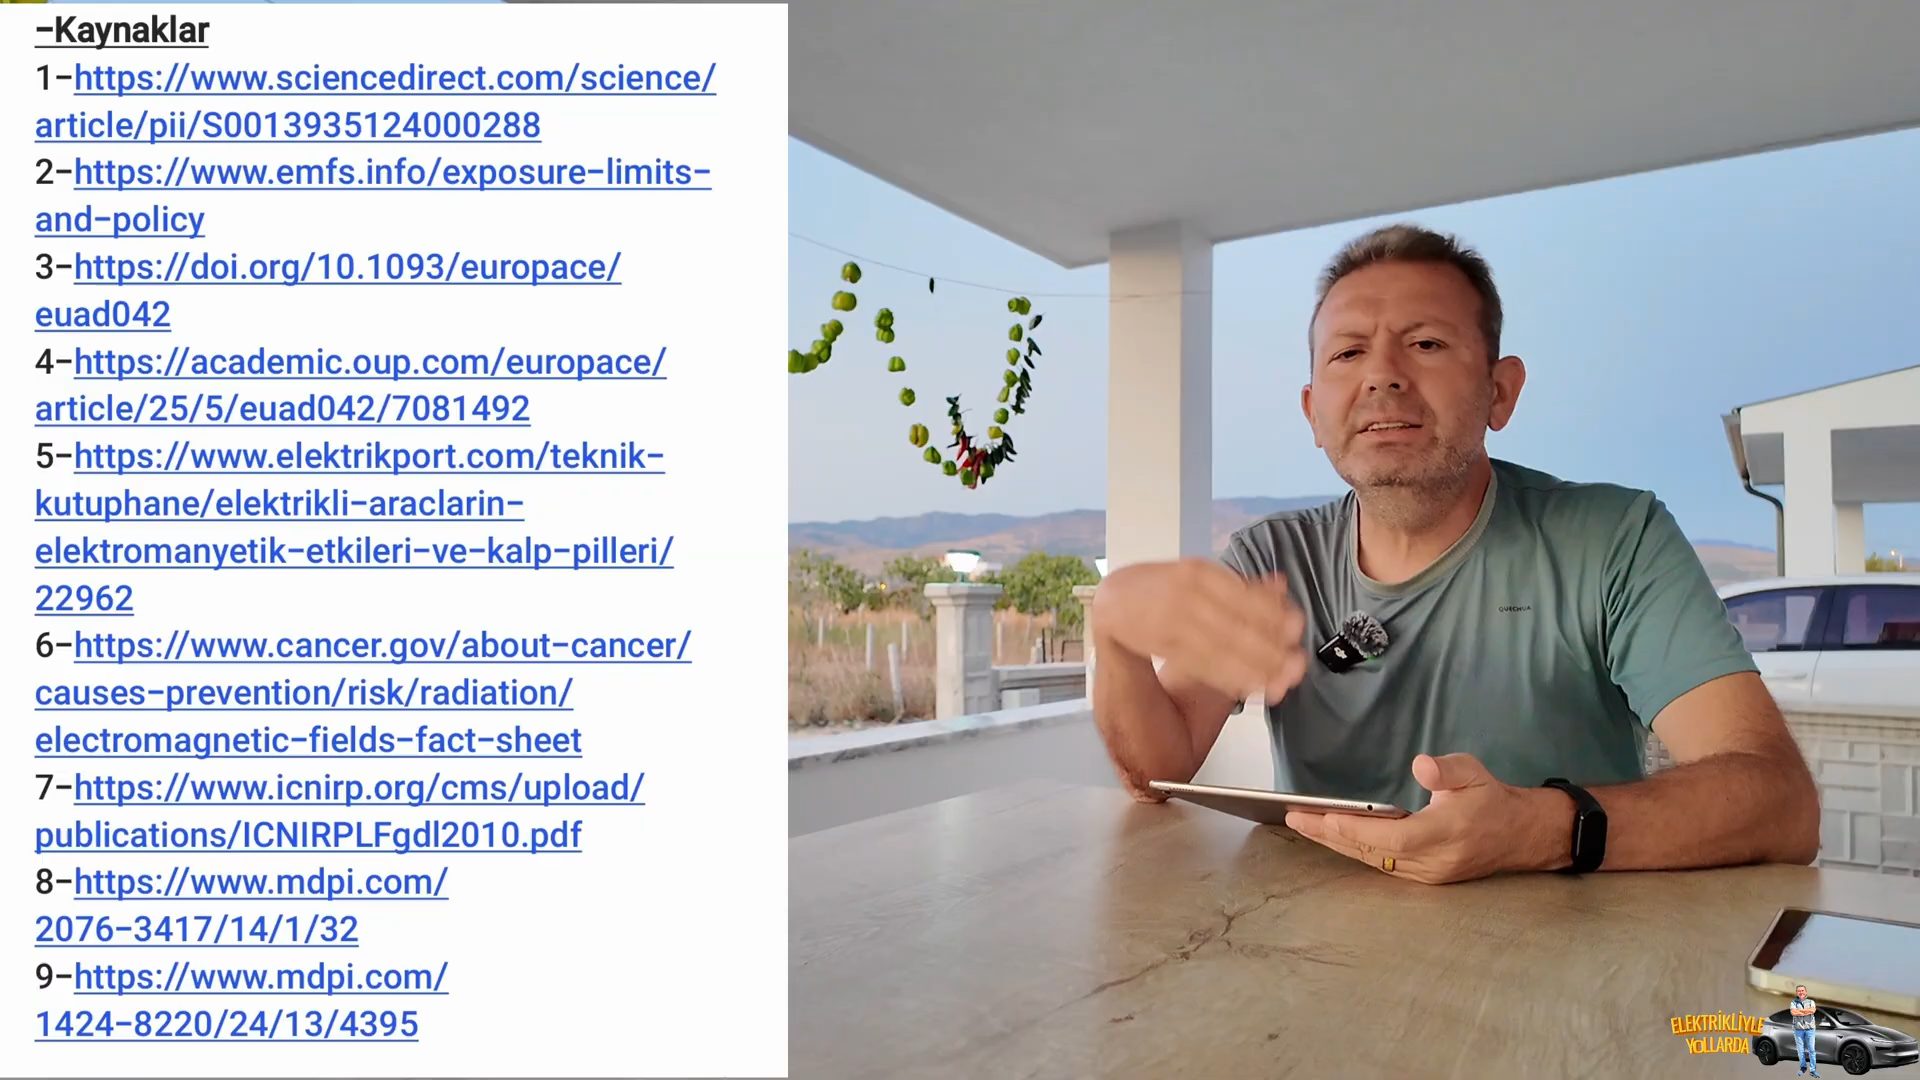 -Kaynaklar
1-https://www.sciencedirect.com/science/
article/pii/S0013935124000288
2-https://www.emfs.info/exposure-limits-
and-policy
3-https://doi.org/10.1093/europace/
euad042
4-https://academic.oup.com/europace/
article/25/5/euad042/7081492
5-https://www.elektrikport.com/teknik-
kutuphane/elektrikli-araclarin-
elektromanyetik-etkileri-ve-kalp-pilleri/
22962
6-https://www.cancer.gov/about-cancer/
causes-prevention/risk/radiation/
electromagnetic-fields-fact-sheet
7-https://www.icnirp.org/cms/upload/
publications/ICNIRPLFgdl2010.pdf
8-https://www.mdpi.com/
2076-3417/14/1/32
9-https://www.mdpi.com/
1424-8220/24/13/4395
QUECHUA
dji
ELEKTRİKLİYLE
YOLLARDA